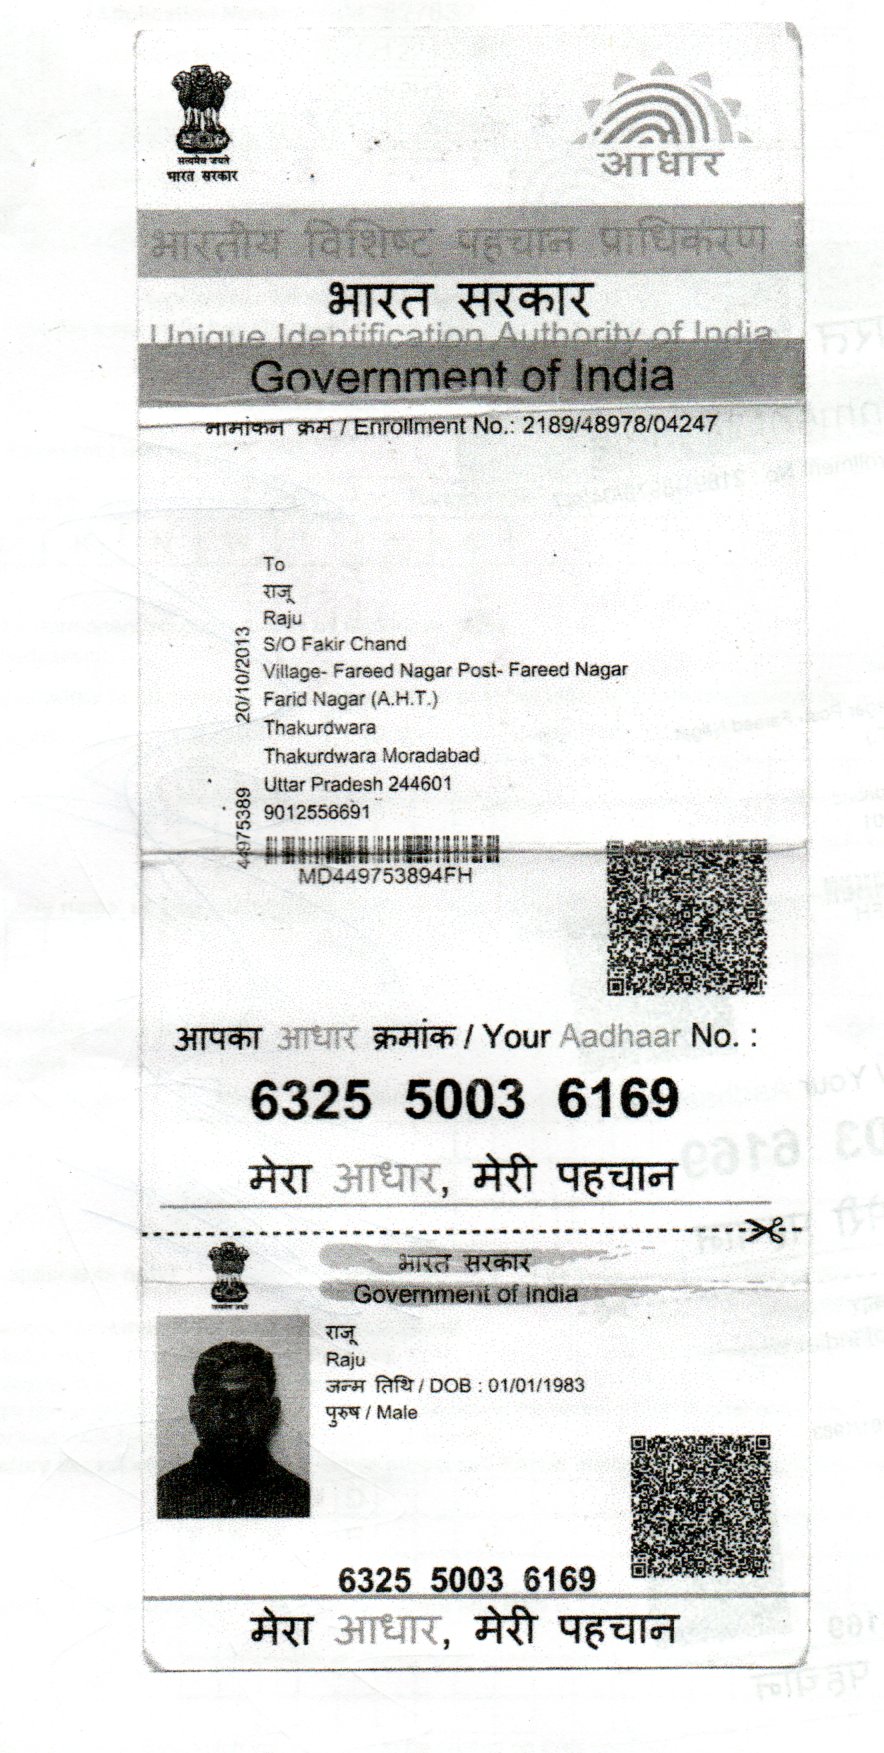 सत्यमेव जयते
भारत सरकार
आधार
भारतीय विशिष्ट पहचान प्राधिकरण
भारत सरकार
Unique Identification Authority of India
Government of India
नामांकन क्रम / Enrollment No.: 2189/48978/04247
To
राजू
Raju
S/O Fakir Chand
Village- Fareed Nagar Post- Fareed Nagar
Farid Nagar (A.H.T.)
Thakurdwara
Thakurdwara Moradabad
Uttar Pradesh 244601
9012556691
20/10/2013
44975389
MD449753894FH
आपका आधार क्रमांक / Your Aadhaar No. :
6325 5003 6169
मेरा आधार, मेरी पहचान
भारत सरकार
Government of India
राजू
Raju
जन्म तिथि / DOB : 01/01/1983
पुरुष / Male
6325 5003 6169
मेरा आधार, मेरी पहचान